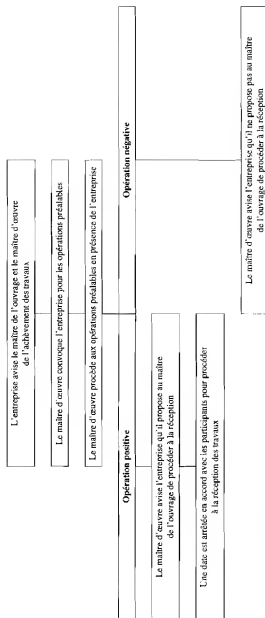 L'entreprise avise le maître de l'ouvrage et le maître d'œuvre
de l'achèvement des travaux
Le maître d'œuvre convoque l'entreprise pour les opérations préalables
Le maître d'œuvre procède aux opérations préalables en présence de l'entreprise
Opération positive
Opération négative
Le maître d'œuvre avise l'entreprise qu'il propose au maître
de l'ouvrage de procéder à la réception
Une date est arrêtée en accord avec les participants pour procéder
à la réception des travaux
Le maître d'œuvre avise l'entreprise qu'il ne propose pas au maître
de l'ouvrage de procéder à la réception